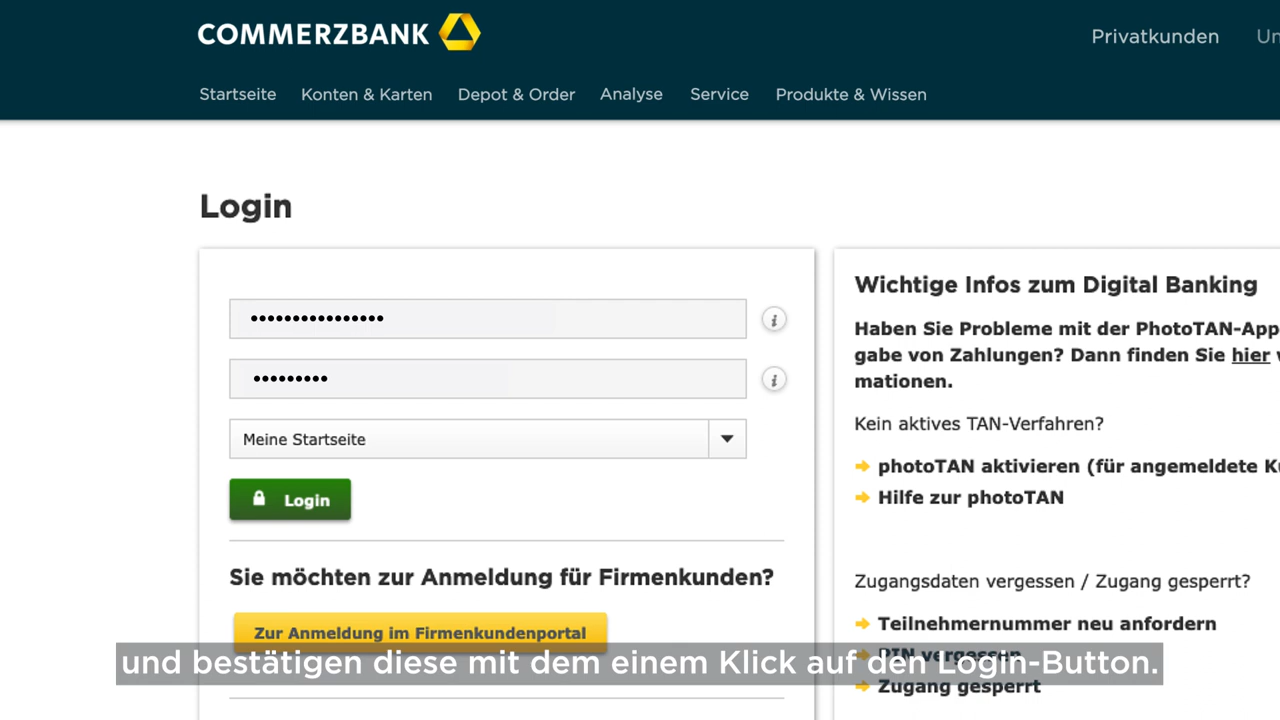 COMMERZBANK
Privatkunden
Un
Startseite Konten & Karten Depot & Order Analyse Service Produkte & Wissen
Login
Meine Startseite
Login
Sie möchten zur Anmeldung für Firmenkunden?
Zur Anmeldung im Firmenkundenportal
Wichtige Infos zum Digital Banking
Haben Sie Probleme mit der PhotoTAN-App
gabe von Zahlungen? Dann finden Sie hier
mationen.
Kein aktives TAN-Verfahren?
photoTAN aktivieren (für angemeldete Ku
Hilfe zur photoTAN
Zugangsdaten vergessen / Zugang gesperrt?
Teilnehmernummer neu anfordern
PIN vergessen
Zugang gesperrt
und bestätigen diese mit dem einem Klick auf den Login-Button.